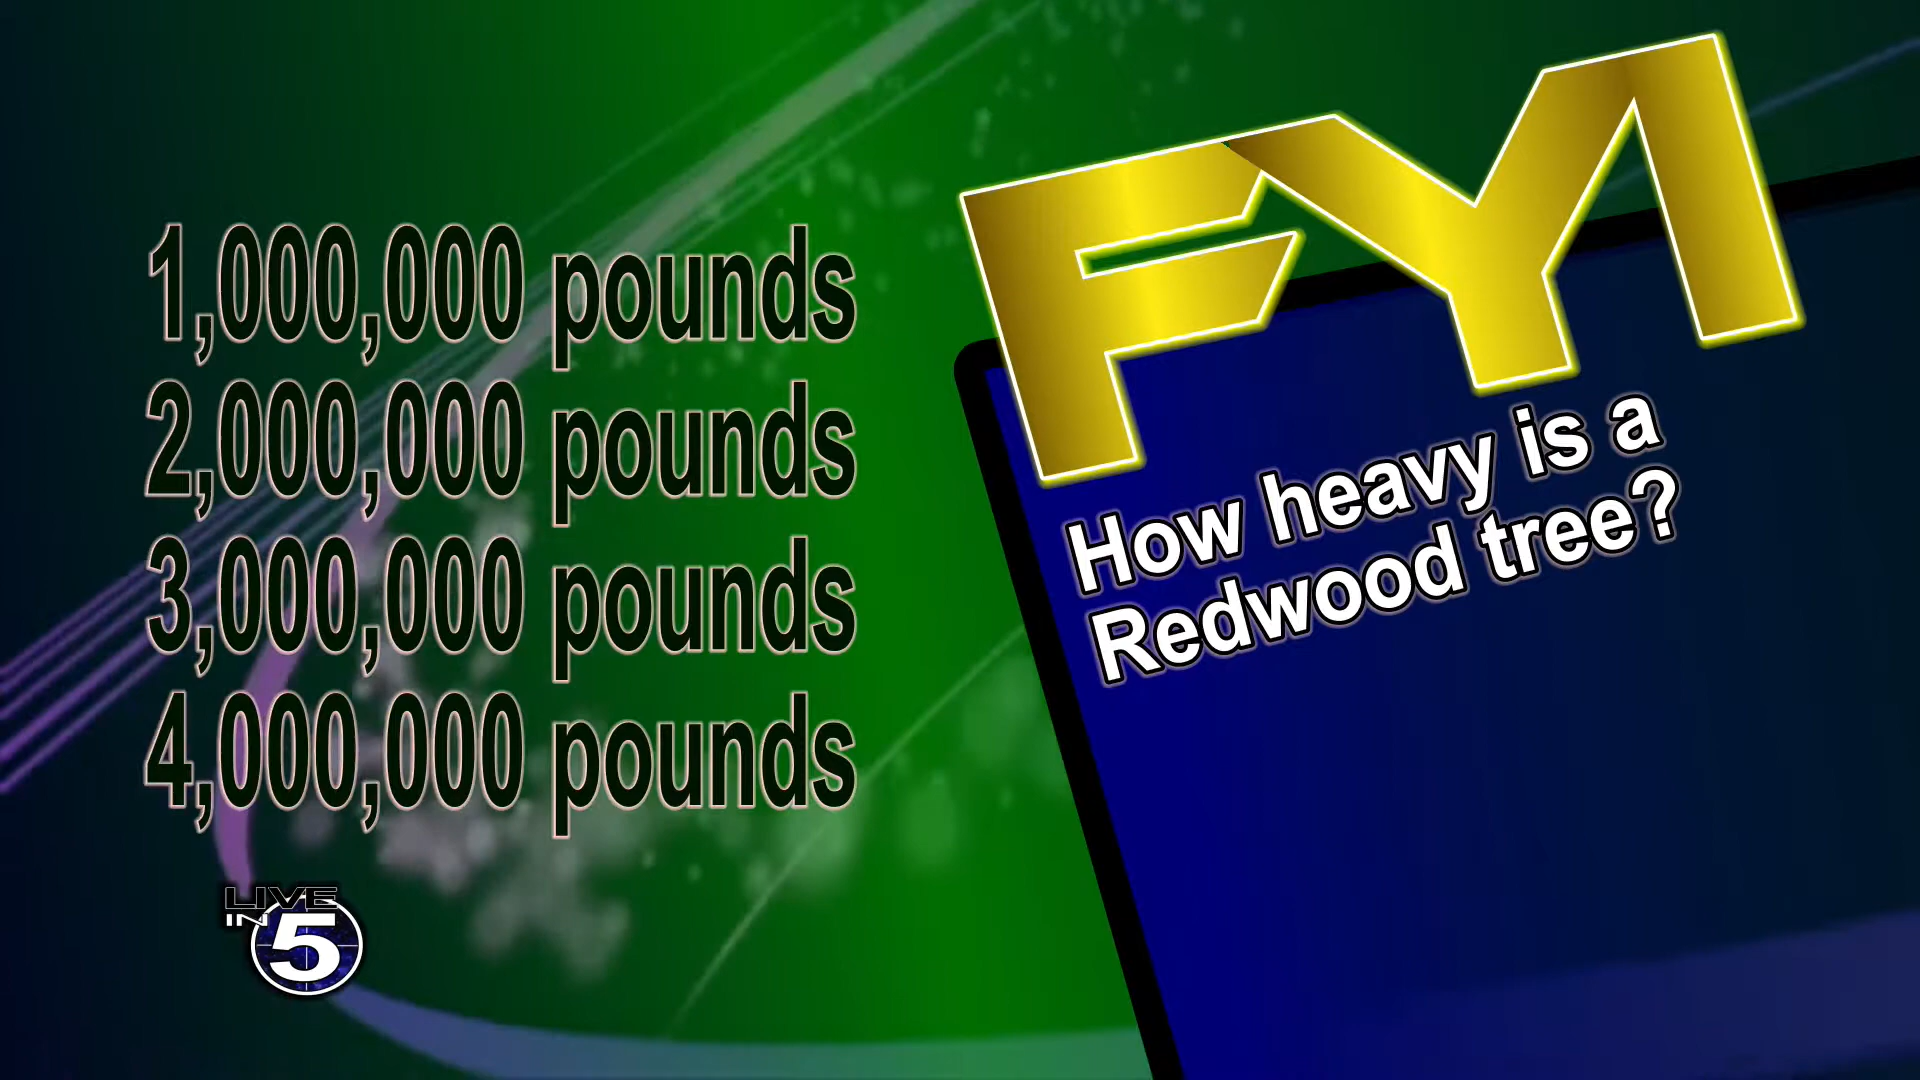 FYI
How heavy is a
Redwood tree?
1,000,000 pounds
2,000,000 pounds
3,000,000 pounds
4,000,000 pounds
LIVE
IN 5